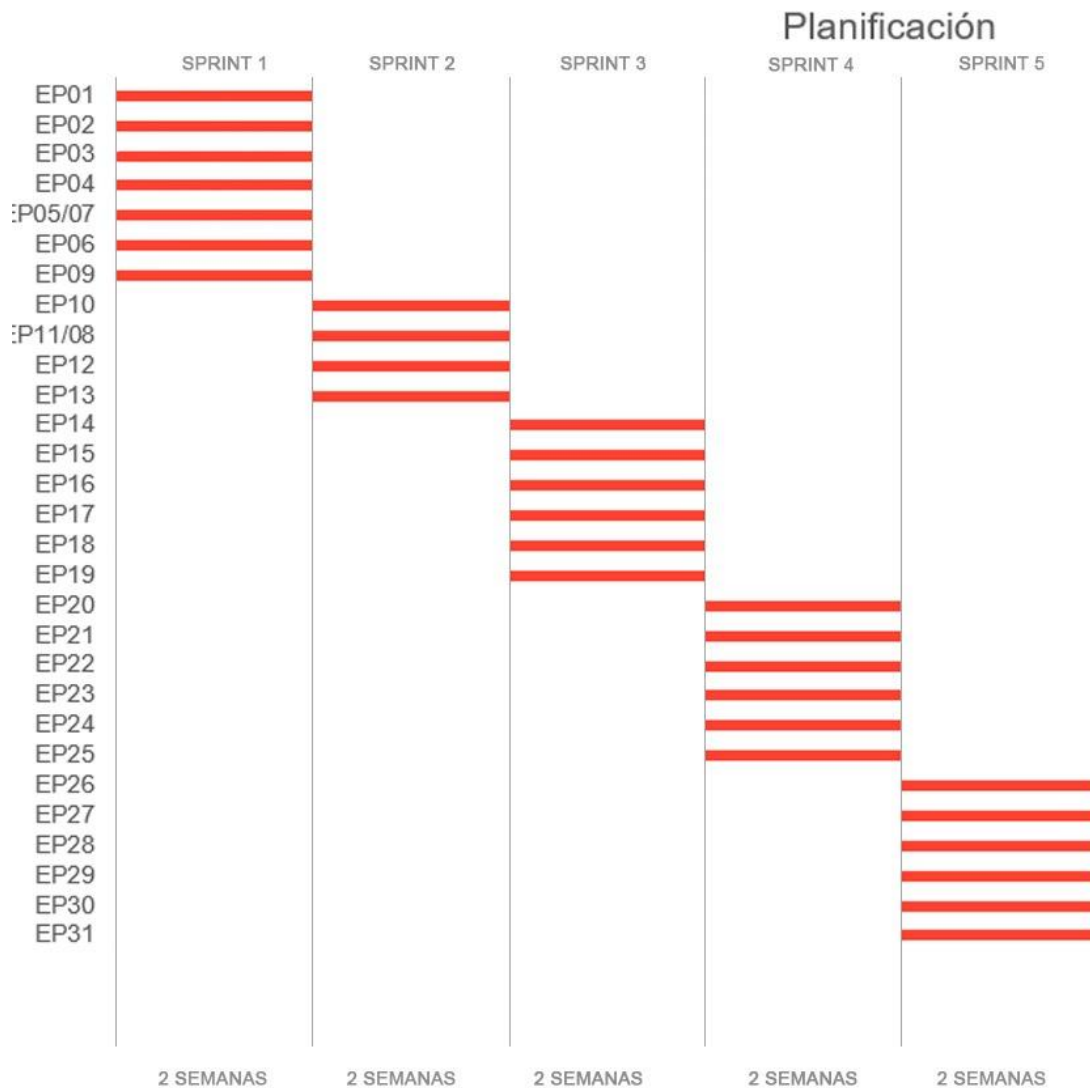 Planificación
SPRINT 1 SPRINT 2 SPRINT 3 SPRINT 4 SPRINT 5
EP01
EP02
EP03
EP04
EP05/07
EP06
EP09
EP10
EP11/08
EP12
EP13
EP14
EP15
EP16
EP17
EP18
EP19
EP20
EP21
EP22
EP23
EP24
EP25
EP26
EP27
EP28
EP29
EP30
EP31
2 SEMANAS 2 SEMANAS 2 SEMANAS 2 SEMANAS 2 SEMANAS